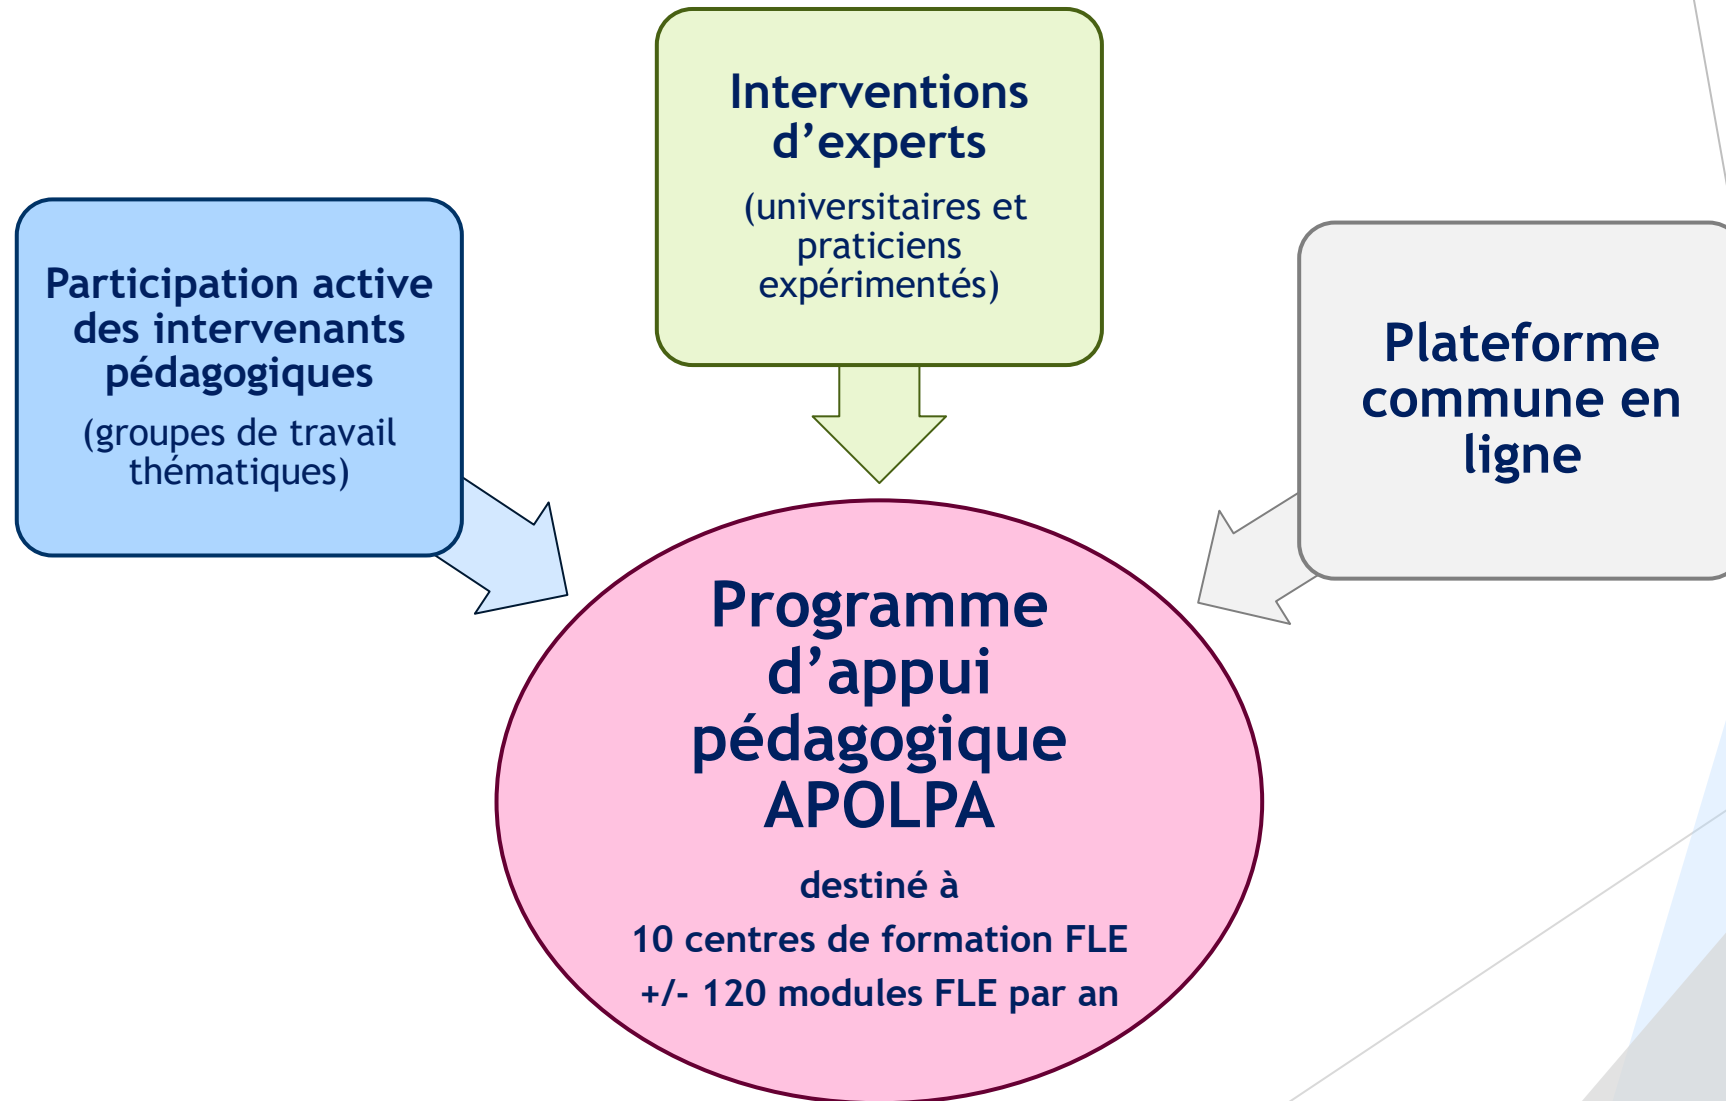 Interventions
d’experts
(universitaires et
praticiens
expérimentés)
Participation active
des intervenants
pédagogiques
(groupes de travail
thématiques)
Plateforme
commune en
ligne
Programme
d’appui
pédagogique
APOLPA
destiné à
10 centres de formation FLE
+/- 120 modules FLE par an